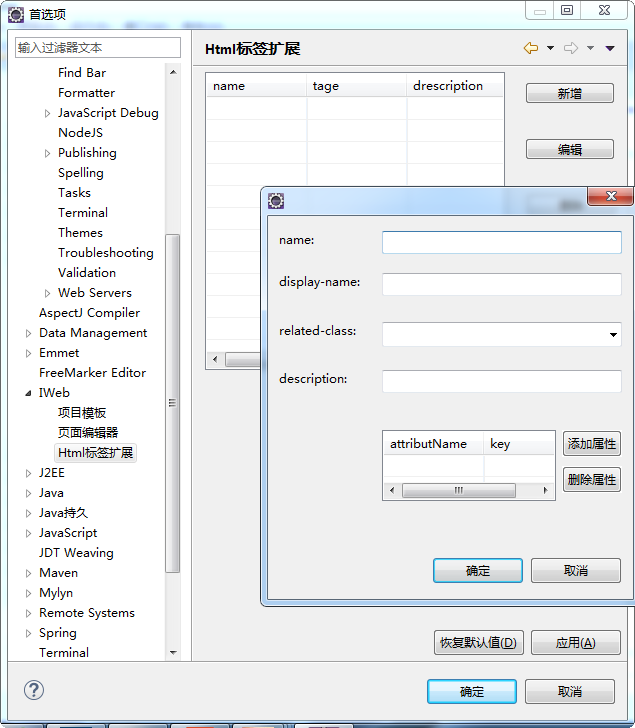 首选项
输入过滤器文本
Find Bar
Formatter
JavaScript Debug
NodeJS
Publishing
Spelling
Tasks
Terminal
Themes
Troubleshooting
Validation
Web Servers
AspectJ Compiler
Data Management
Emmet
FreeMarker Editor
IWeb
项目模板
页面编辑器
Html标签扩展
J2EE
Java
Java持久
JavaScript
JDT Weaving
Maven
Mylyn
Remote Systems
Spring
Terminal
Html标签扩展
name tage drescription
新增
编辑
name:
display-name:
related-class:
description:
attributName key
添加属性
删除属性
确定 取消
恢复默认值(D) 应用(A)
确定 取消